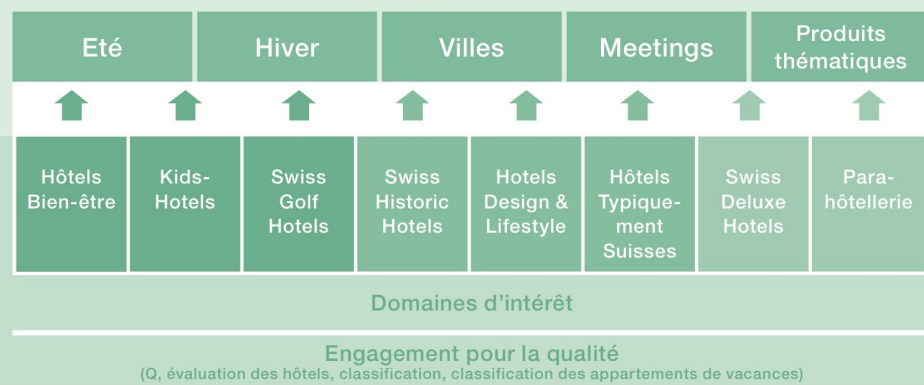 Eté
Hiver
Villes
Meetings
Produits
thématiques
Hôtels
Bien-être
Kids-
Hotels
Swiss
Golf
Hotels
Swiss
Historic
Hotels
Hotels
Design &
Lifestyle
Hôtels
Typique-
ment
Suisses
Swiss
Deluxe
Hotels
Para-
hôtellerie
Domaines d’intérêt
Engagement pour la qualité
(Q, évaluation des hôtels, classification, classification des appartements de vacances)